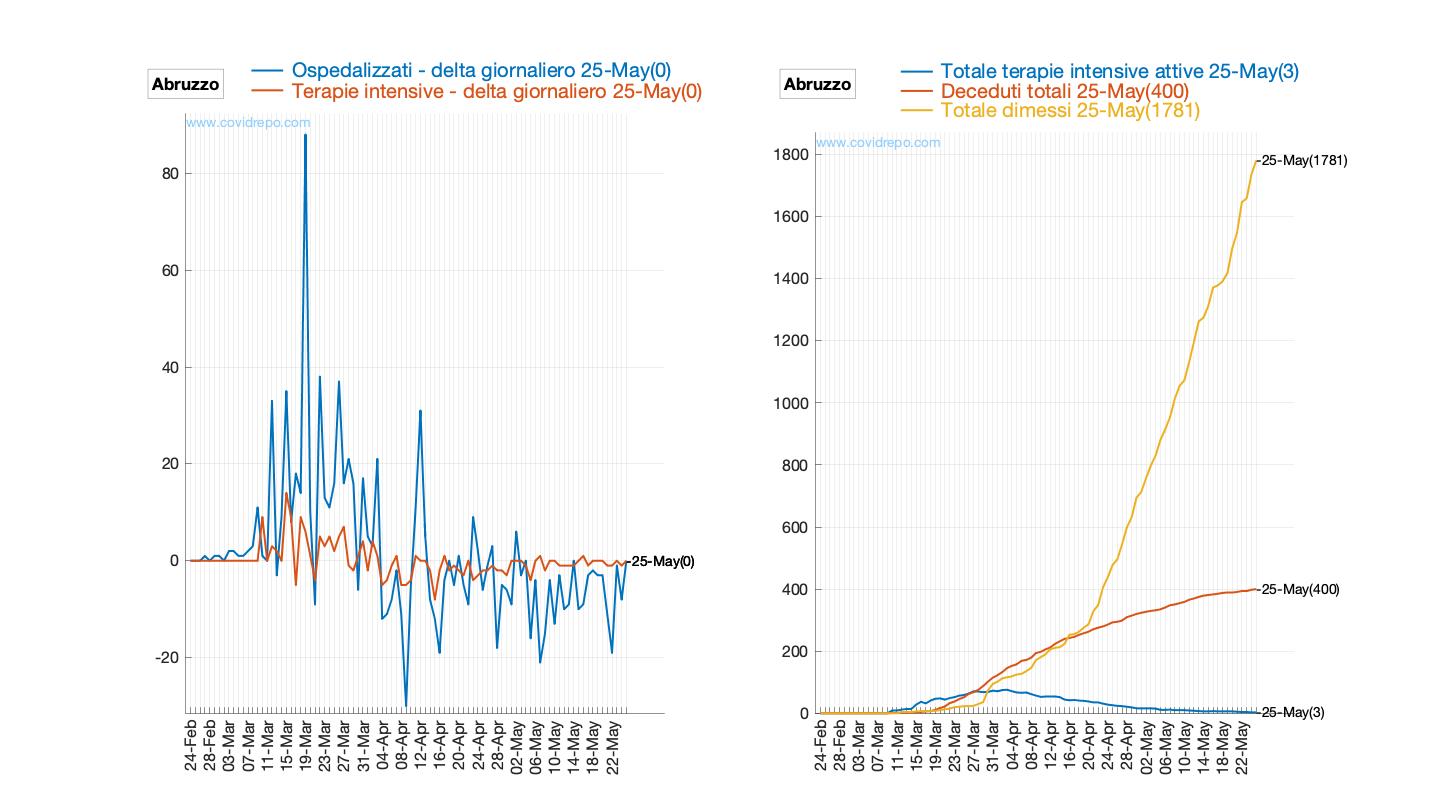 Abruzzo
Ospedalizzati - delta giornaliero 25-May(0)
Terapie intensive - delta giornaliero 25-May(0)
www.covidrepo.com
80
60
40
20
0
-20
25-May(0)
24-Feb
28-Feb
03-Mar
07-Mar
11-Mar
15-Mar
19-Mar
23-Mar
27-Mar
31-Mar
04-Apr
08-Apr
12-Apr
16-Apr
20-Apr
24-Apr
28-Apr
02-May
06-May
10-May
14-May
18-May
22-May
Abruzzo
Totale terapie intensive attive 25-May(3)
Deceduti totali 25-May(400)
Totale dimessi 25-May(1781)
www.covidrepo.com
1800
1600
1400
1200
1000
800
600
400
200
0
25-May(1781)
25-May(400)
25-May(3)
24-Feb
28-Feb
03-Mar
07-Mar
11-Mar
15-Mar
19-Mar
23-Mar
27-Mar
31-Mar
04-Apr
08-Apr
12-Apr
16-Apr
20-Apr
24-Apr
28-Apr
02-May
06-May
10-May
14-May
18-May
22-May